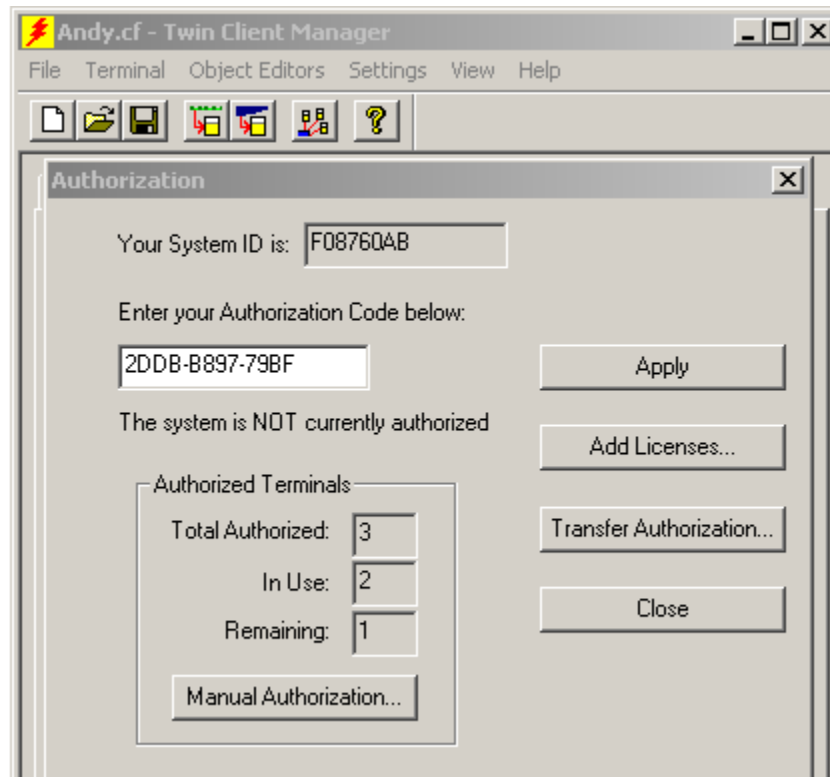 Andy.cf - Twin Client Manager
File Terminal Object Editors Settings View Help
Authorization
Your System ID is: F08760AB
Enter your Authorization Code below:
2DDB-B897-79BF
Apply
The system is NOT currently authorized
Add Licenses...
Authorized Terminals
Total Authorized: 3
Transfer Authorization...
In Use: 2
Close
Remaining: 1
Manual Authorization...